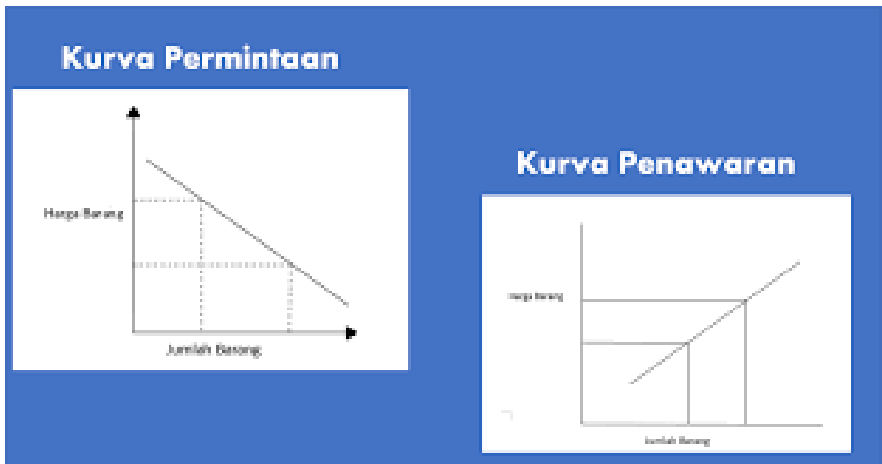 Kurva Permintaan
Harga Barang
Jumlah Barang
Kurva Penawaran
Harga Barang
Jumlah Barang